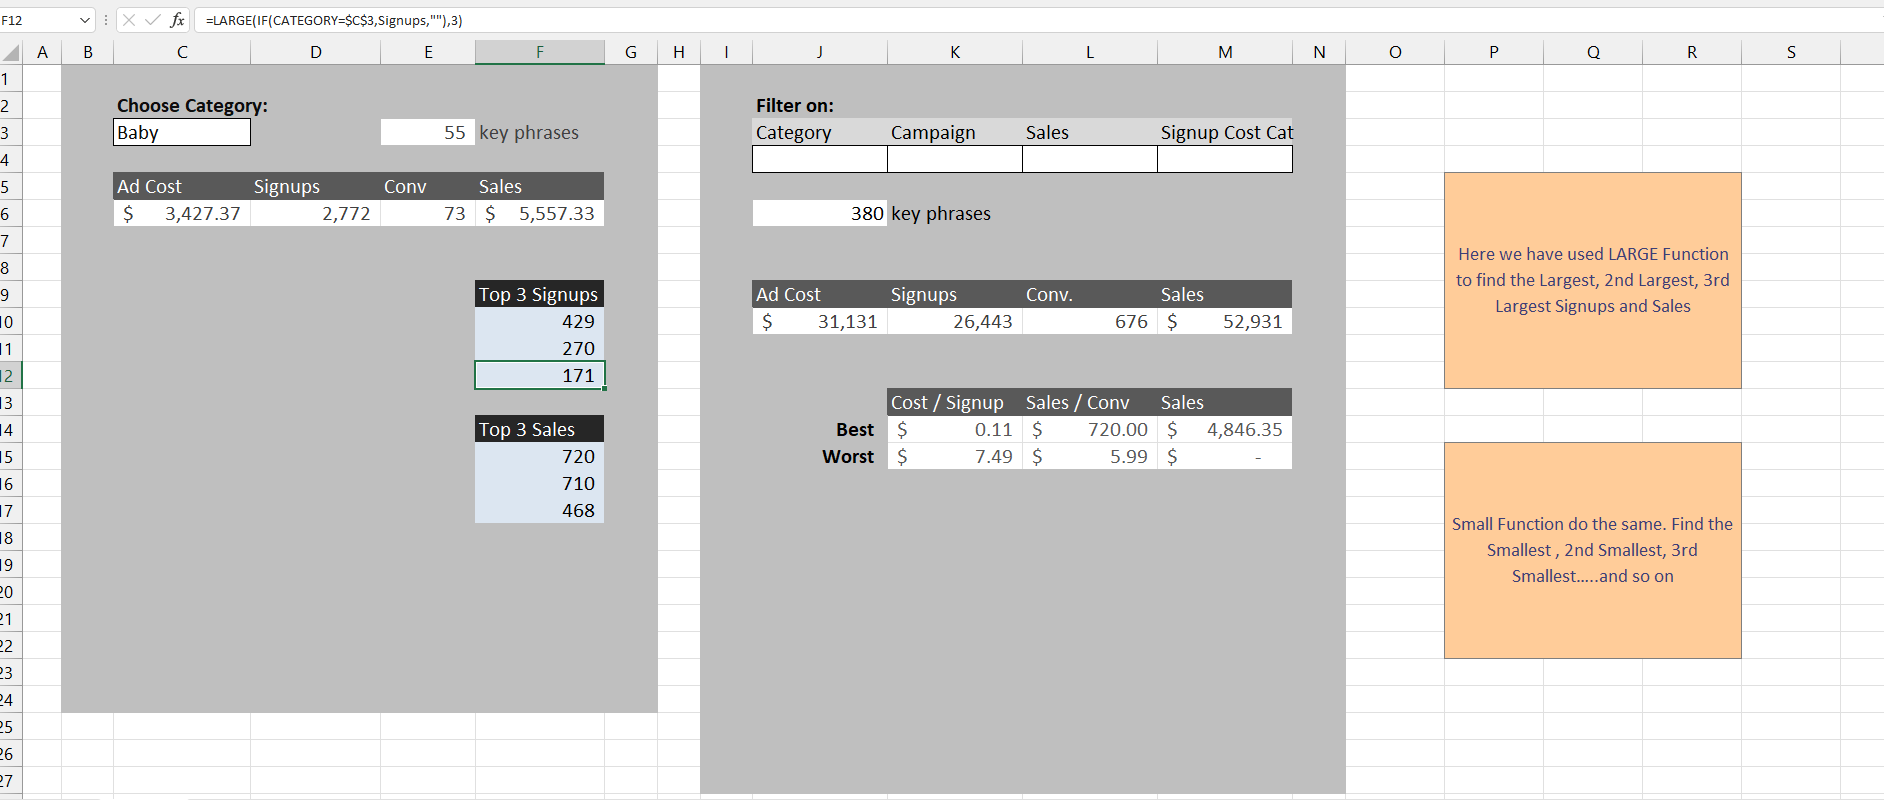 F12 fx =LARGE(IF(CATEGORY=$C$3,Signups,""),3)
A B C D E F G H I J K L M N O P Q R S
1
2 Choose Category: Filter on:
3 Baby 55 key phrases Category Campaign Sales Signup Cost Cat
4
5 Ad Cost Signups Conv Sales
6 $ 3,427.37 2,772 73 $ 5,557.33 380 key phrases
7
8
9 Top 3 Signups Ad Cost Signups Conv. Sales
10 429 $ 31,131 26,443 676 $ 52,931
11 270
12 171
13 Cost / Signup Sales / Conv Sales
14 Top 3 Sales Best $ 0.11 $ 720.00 $ 4,846.35
15 720 Worst $ 7.49 $ 5.99 $ -
16 710
17 468
18
19
20
21
22
23
24
25
26
27
Here we have used LARGE Function
to find the Largest, 2nd Largest, 3rd
Largest Signups and Sales
Small Function do the same. Find the
Smallest , 2nd Smallest, 3rd
Smallest.....and so on